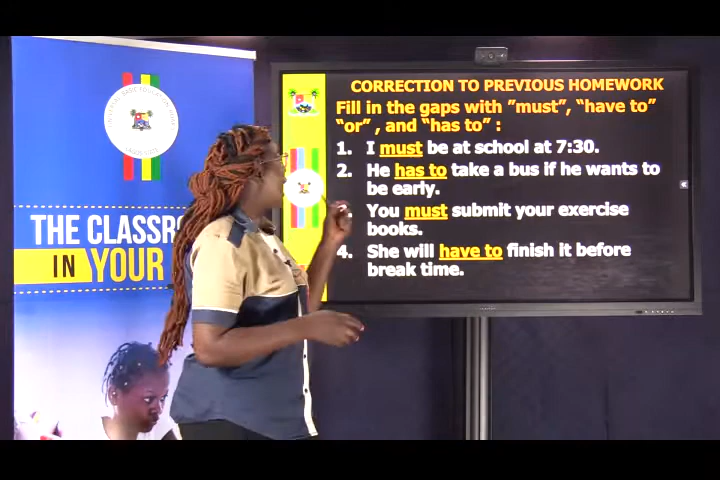 THE CLASSR
IN YOUR
CORRECTION TO PREVIOUS HOMEWORK
Fill in the gaps with ”must”, “have to”
“or” , and “has to” :
1. I must be at school at 7:30.
2. He has to take a bus if he wants to
be early.
You must submit your exercise
books.
4. She will have to finish it before
break time.